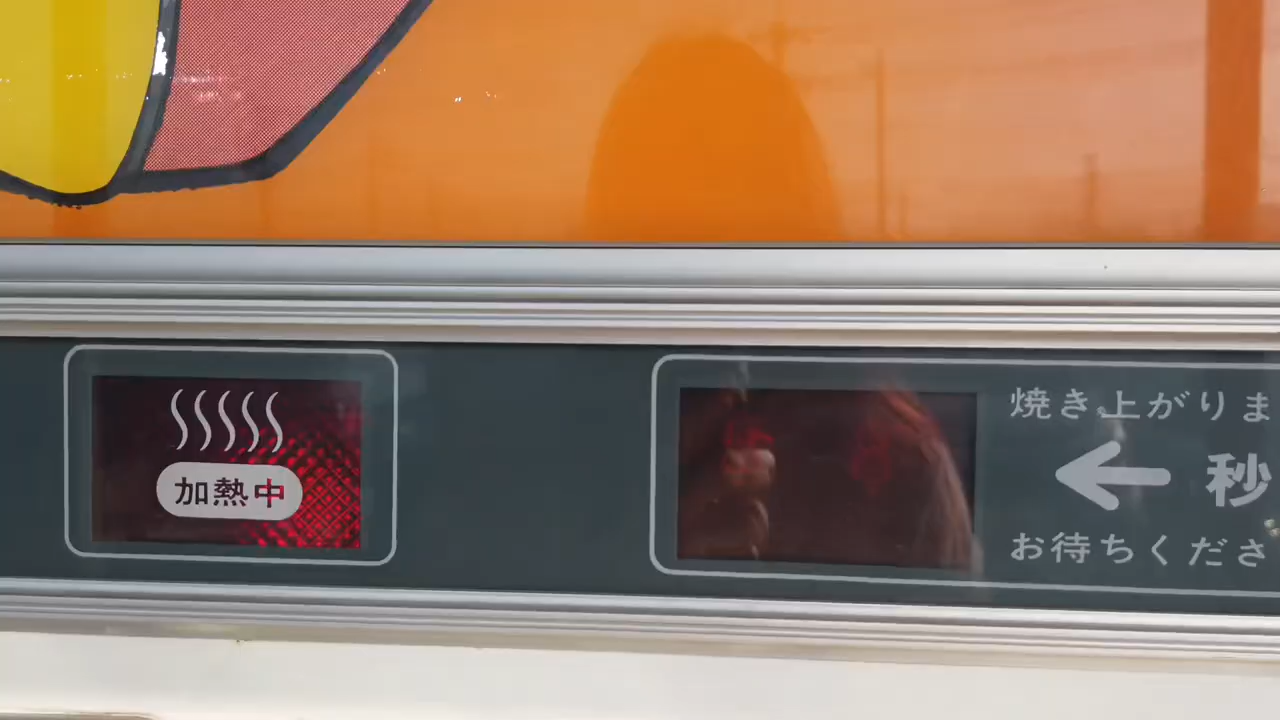 加熱中
焼き上がりま
← 秒
お待ちくださ